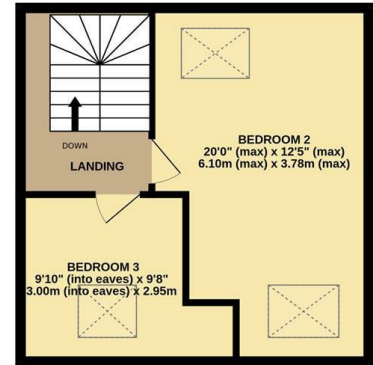 DOWN
LANDING
BEDROOM 2
20'0" (max) x 12'5" (max)
6.10m (max) x 3.78m (max)
BEDROOM 3
9'10" (into eaves) x 9'8"
3.00m (into eaves) x 2.95m